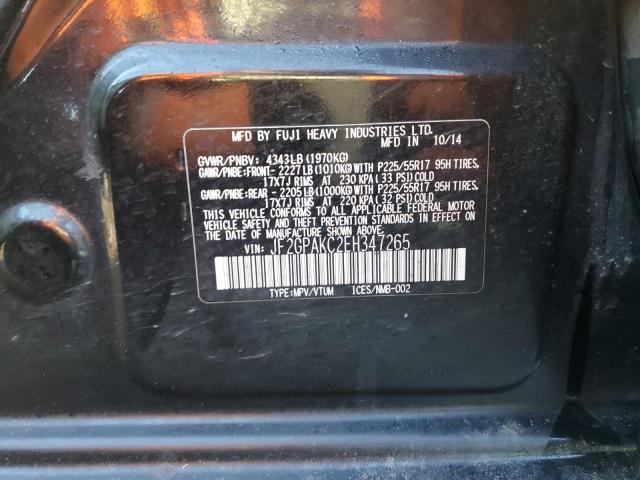 MFD BY FUJI HEAVY INDUSTRIES LTD.
MFD IN 10/14
GVWR/PNBV: 4343LB (1970KG)
GAWR/PNBE:FRONT- 2227LB (1010KG) WITH P225/55R17 95H TIRES,
17X7J RIMS AT 230 KPA (33 PSI) COLD
GAWR/PNBE:REAR - 2205LB (1000KG) WITH P225/55R17 95H TIRES,
17X7J RIMS AT 220 KPA (32 PSI) COLD
THIS VEHICLE CONFORMS TO ALL APPLICABLE FEDERAL MOTOR
VEHICLE SAFETY AND THEFT PREVENTION STANDARDS IN EFFECT
ON THE DATE OF MANUFACTURE SHOWN ABOVE.
VIN: JF2GPAKC2EH347265
TYPE:MPV/VTUM ICES/NMB-002